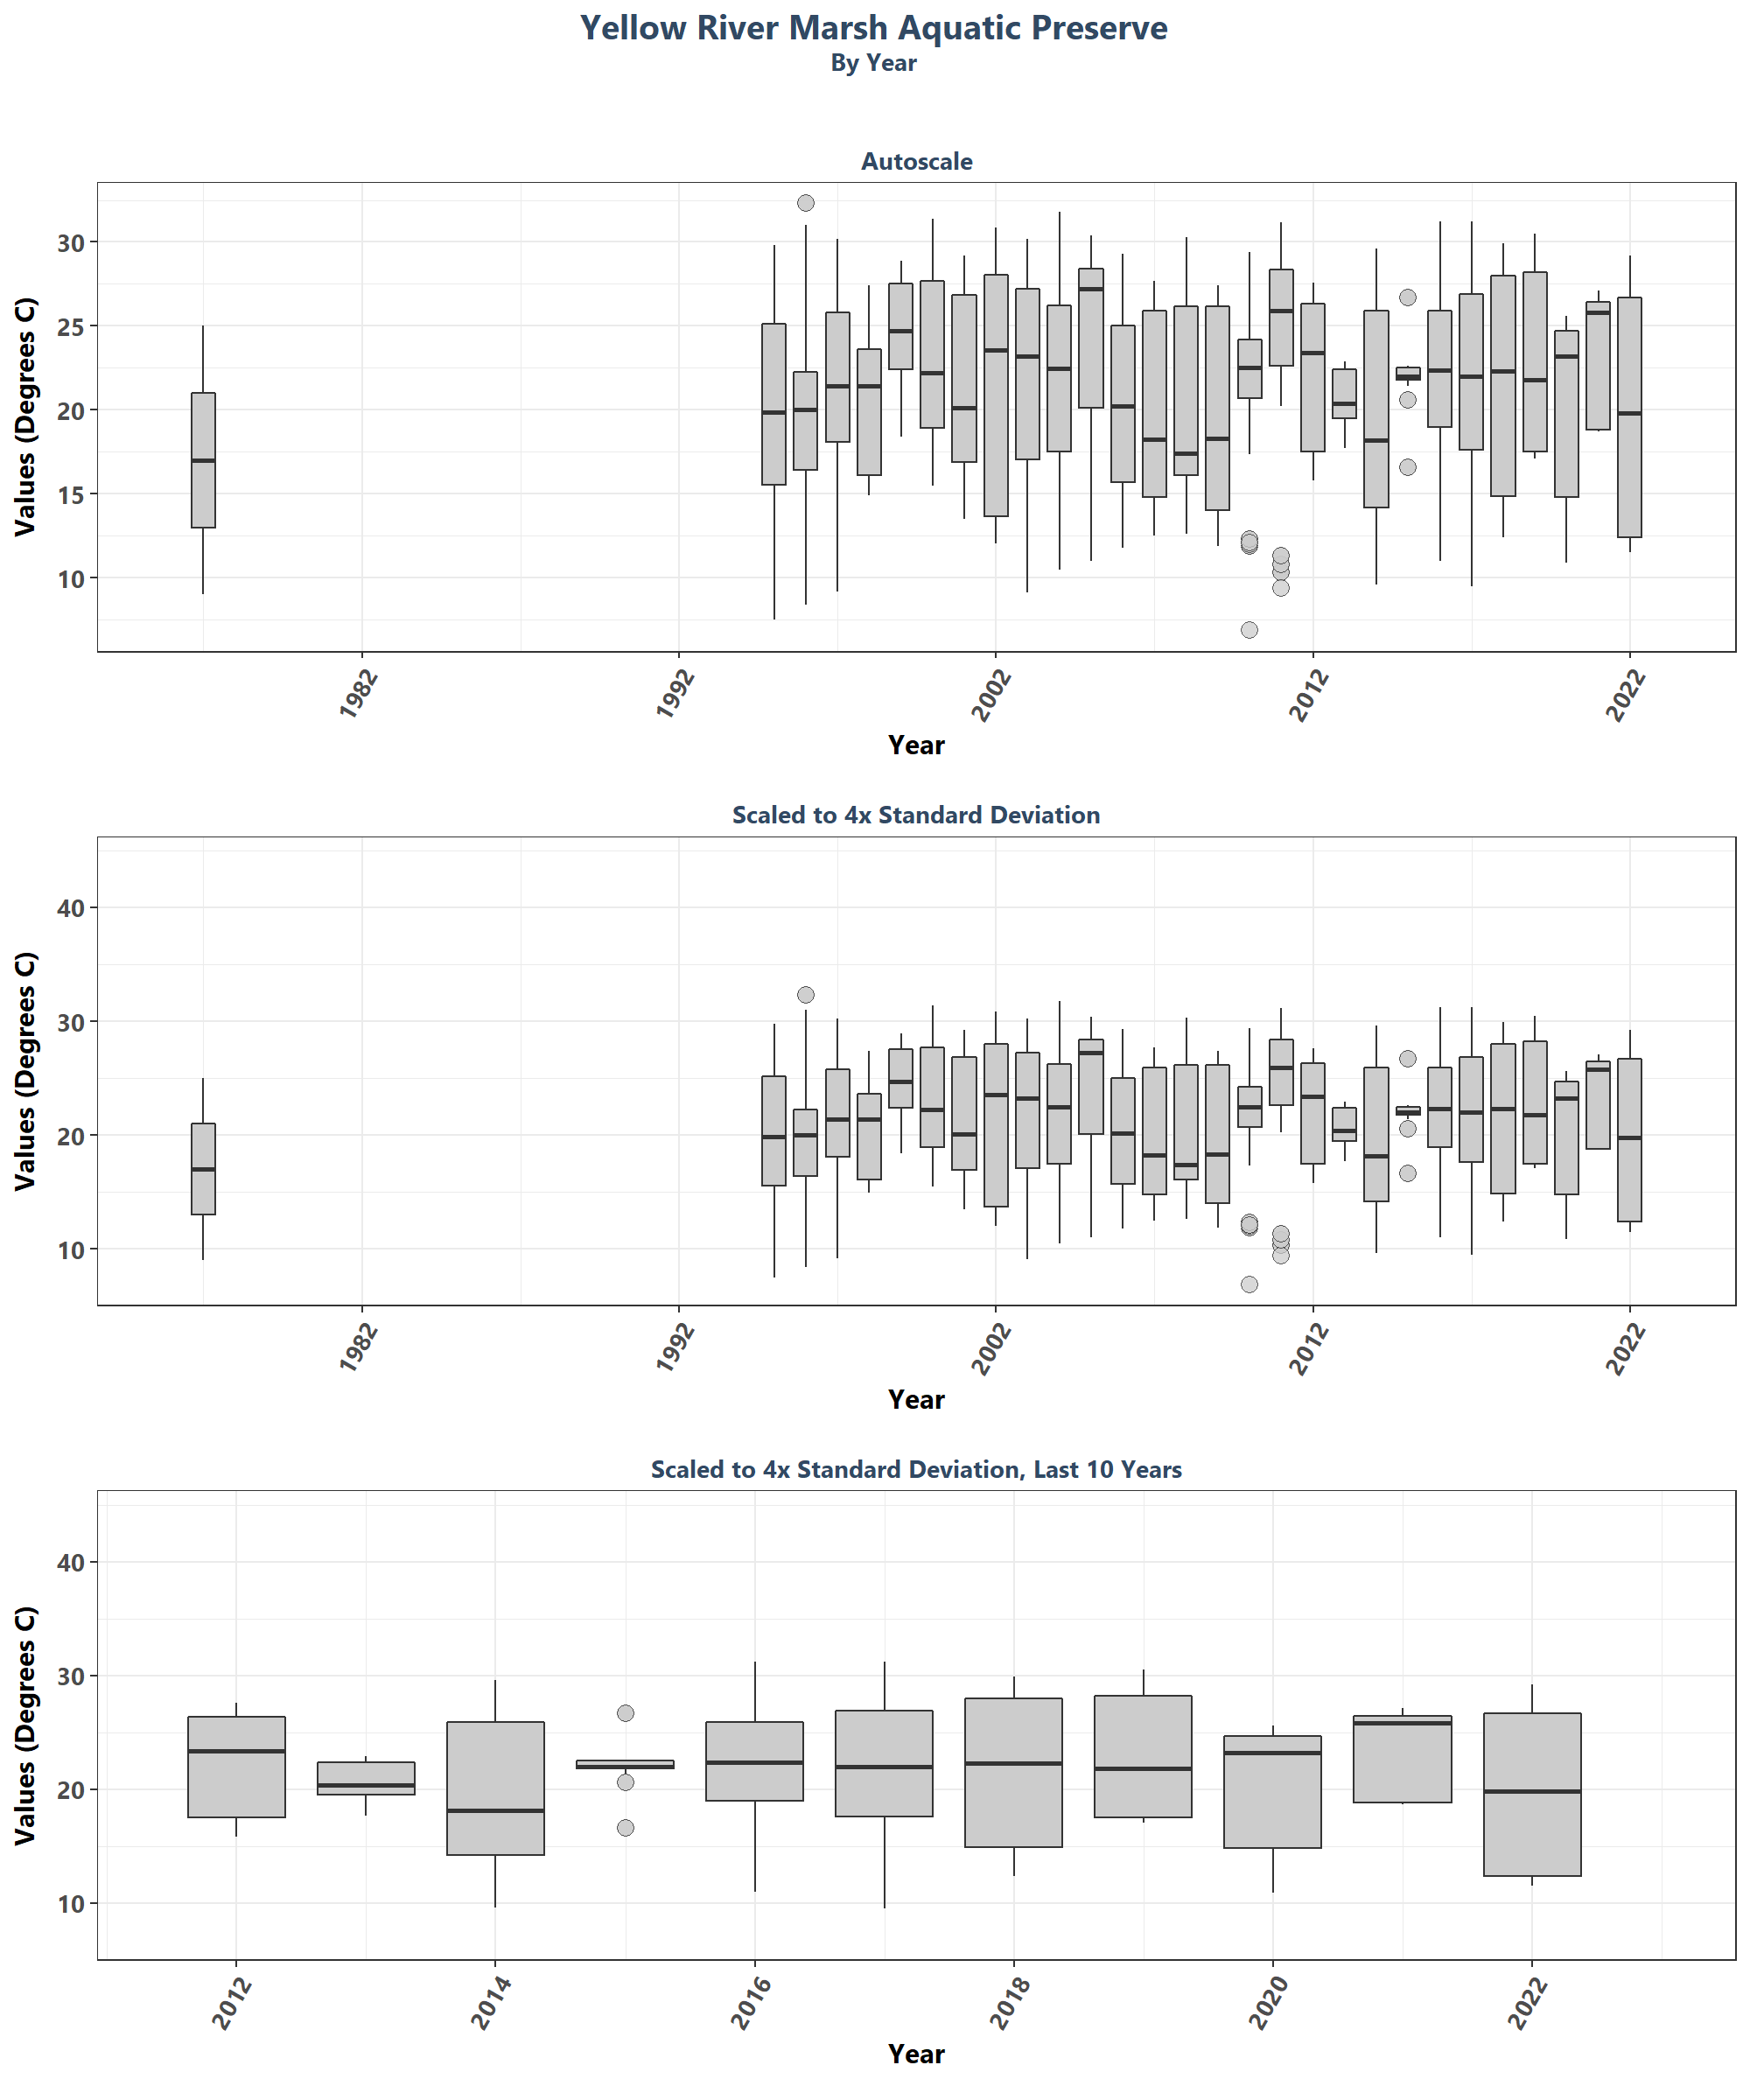 Yellow River Marsh Aquatic Preserve
By Year
Autoscale
Values (Degrees C)
30
25
20
15
10
1982 1992 2002 2012 2022
Year
Scaled to 4x Standard Deviation
Values (Degrees C)
40
30
20
10
1982 1992 2002 2012 2022
Year
Scaled to 4x Standard Deviation, Last 10 Years
Values (Degrees C)
40
30
20
10
2012 2014 2016 2018 2020 2022
Year